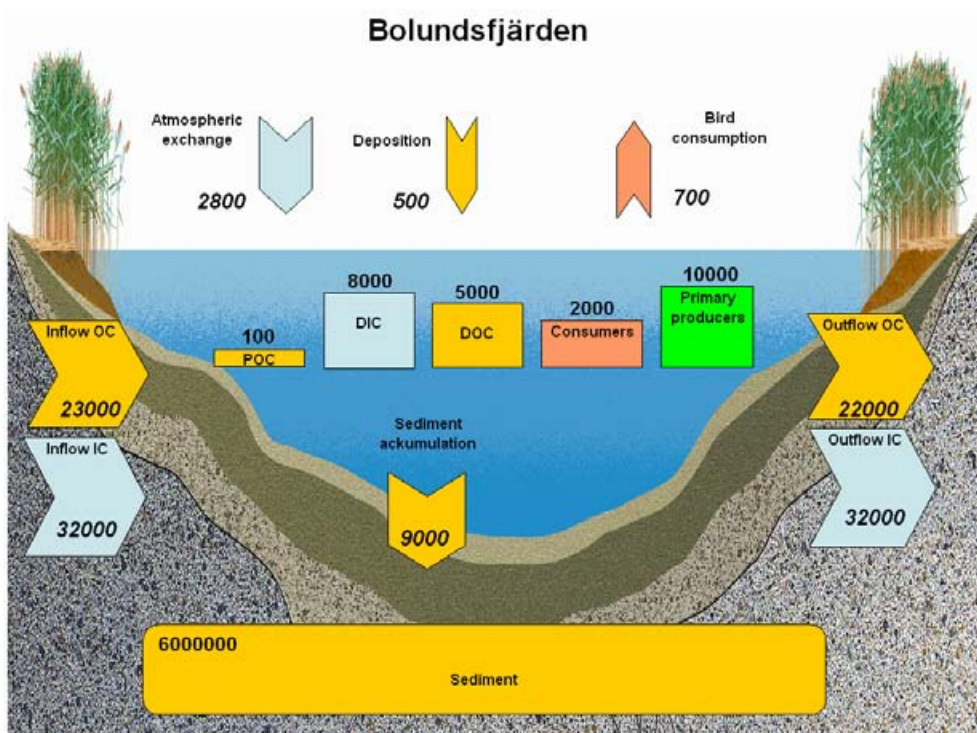 Bolundsfjärden
Atmospheric
exchange
2800
Deposition
500
Bird
consumption
700
100
POC
8000
DIC
5000
DOC
2000
Consumers
10000
Primary
producers
Inflow OC
23000
Outflow OC
22000
Inflow IC
32000
Outflow IC
32000
Sediment
ackumulation
9000
6000000
Sediment